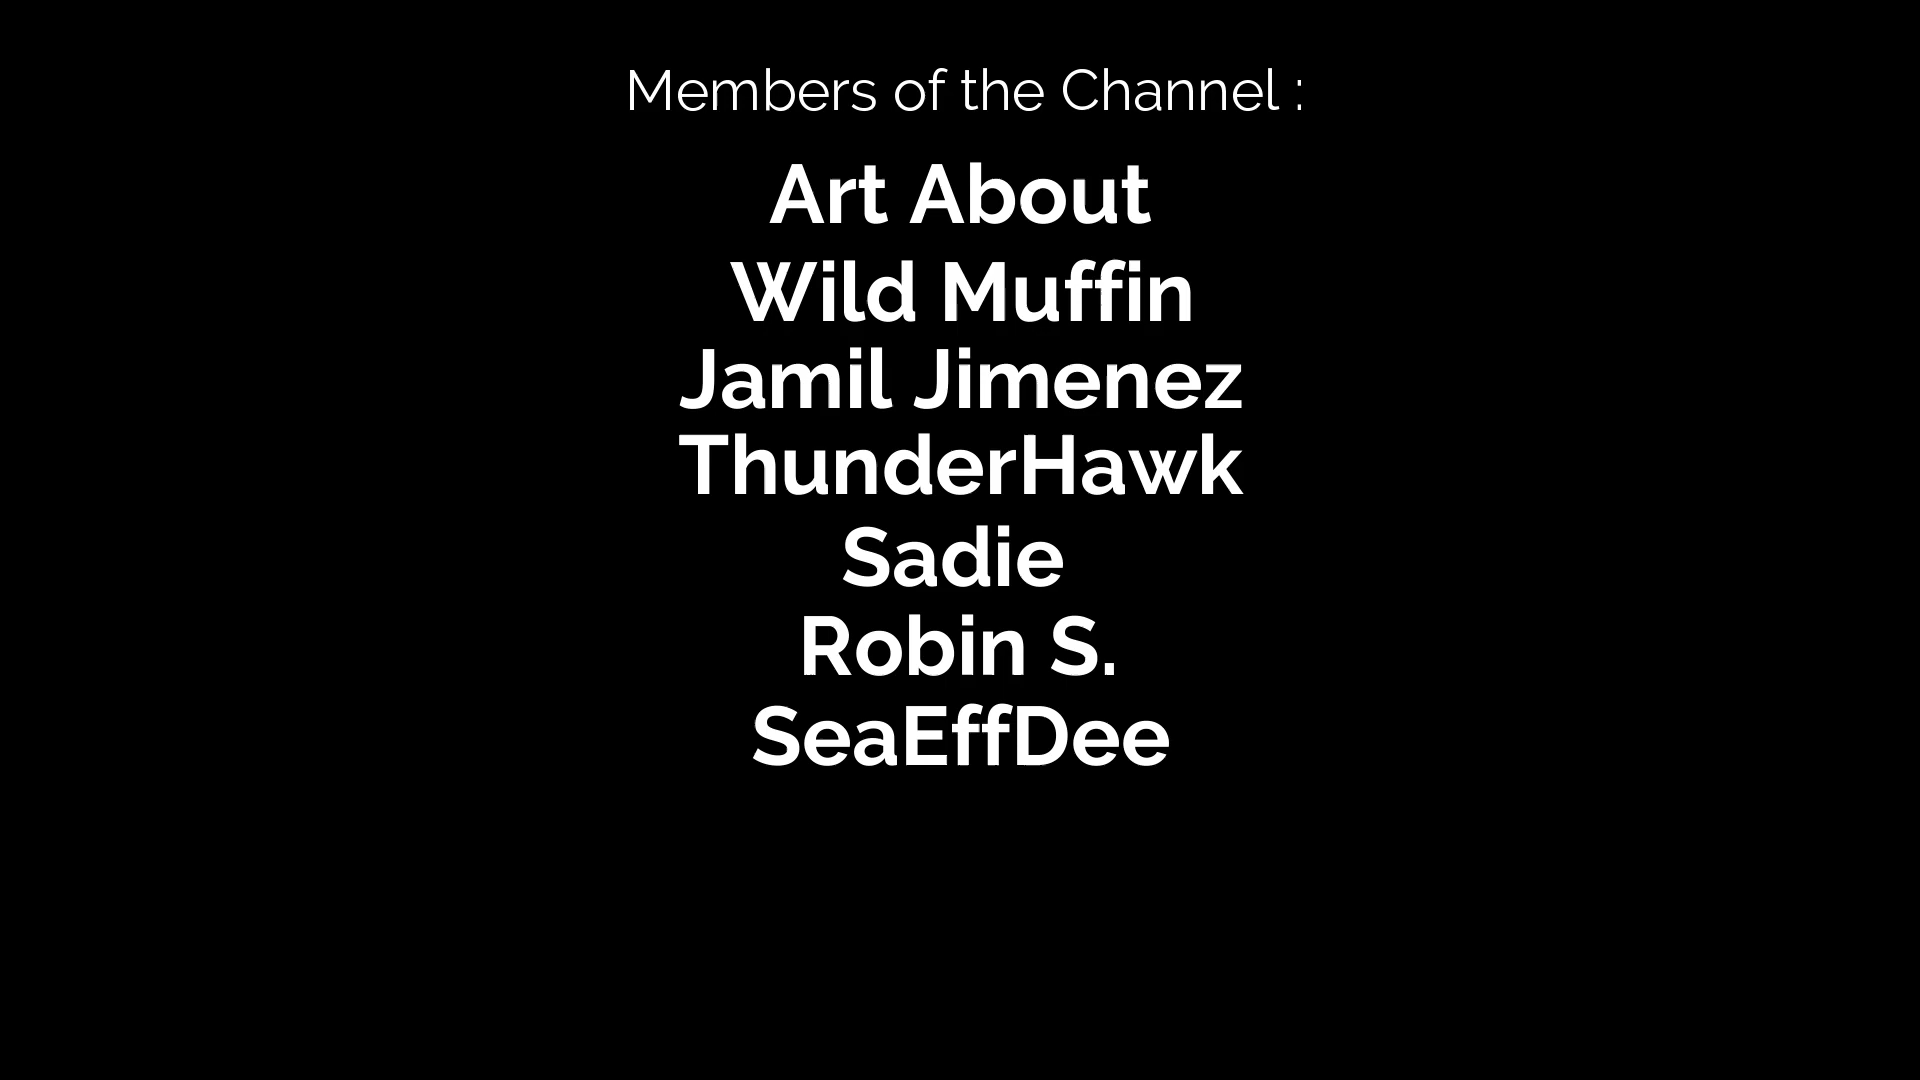 Members of the Channel :
Art About
Wild Muffin
Jamil Jimenez
ThunderHawk
Sadie
Robin S.
SeaEffDee